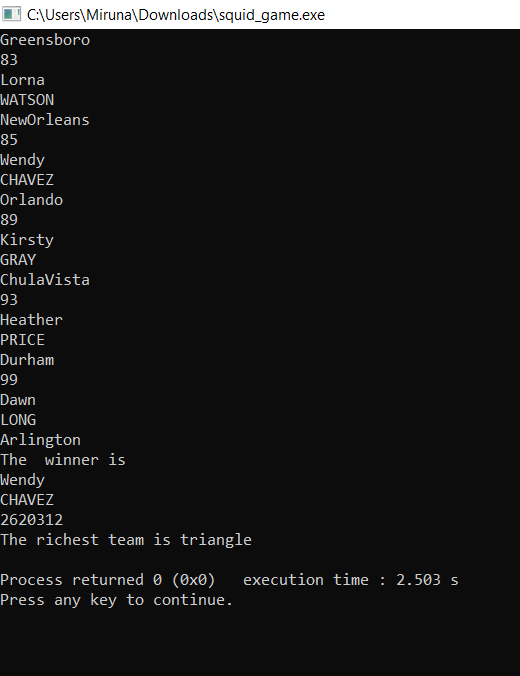 C:\Users\Miruna\Downloads\squid_game.exe
Greensboro
83
Lorna
WATSON
NewOrleans
85
Wendy
CHAVEZ
Orlando
89
Kirsty
GRAY
ChulaVista
93
Heather
PRICE
Durham
99
Dawn
LONG
Arlington
The  winner is
Wendy
CHAVEZ
2620312
The richest team is triangle
Process returned 0 (0x0)   execution time : 2.503 s
Press any key to continue.